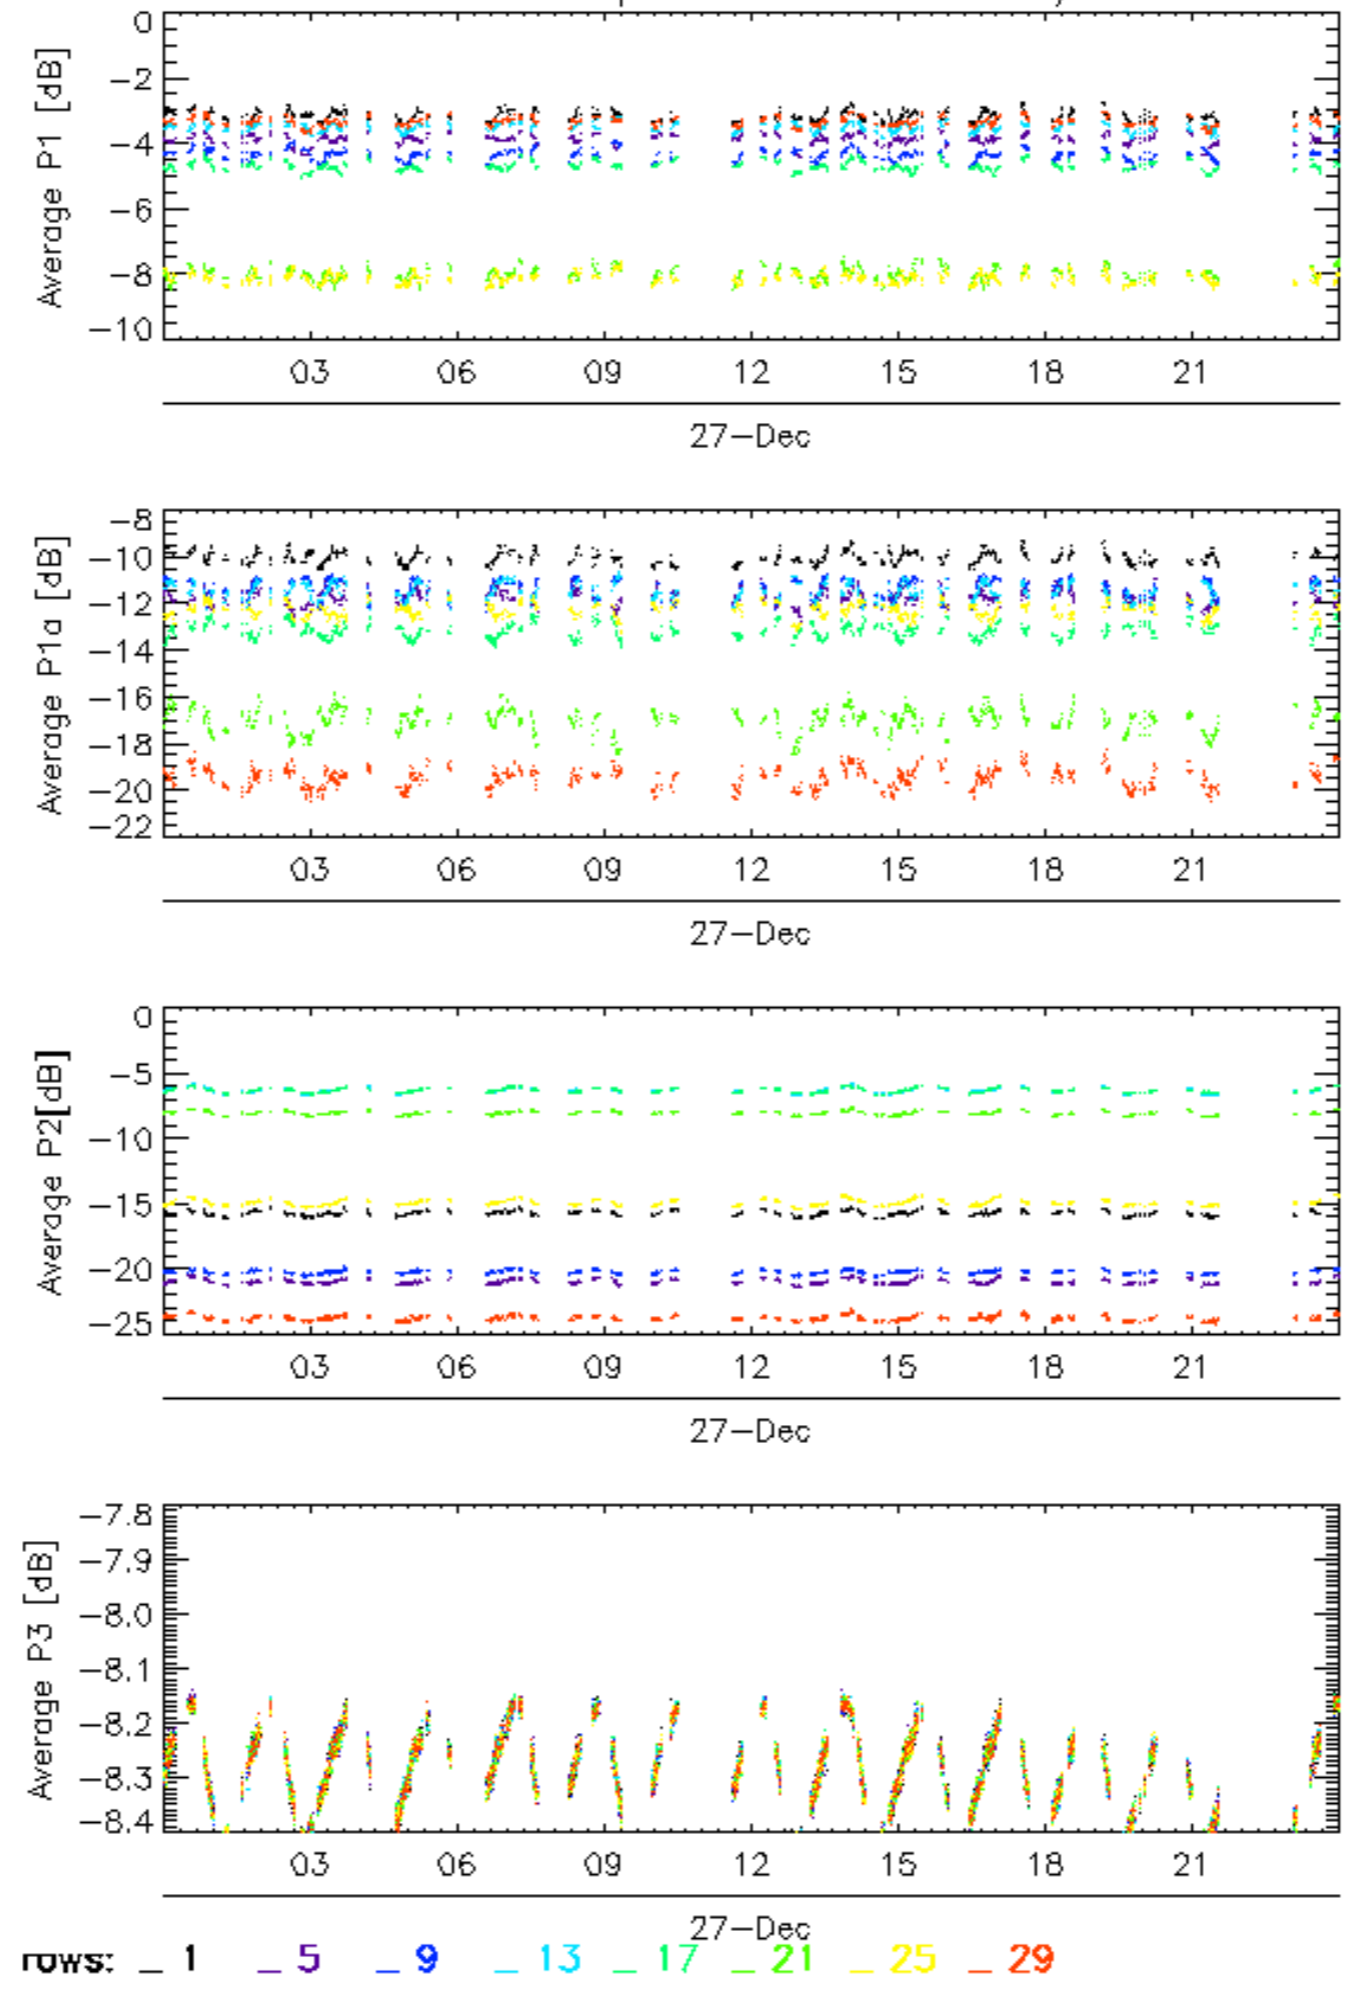 0
-2
-4
-6
-8
-10
Average P1 [dB]
03 06 09 12 15 18 21
27-Dec
-8
-10
-12
-14
-16
-18
-20
-22
Average P1a [dB]
03 06 09 12 15 18 21
27-Dec
0
-5
-10
-15
-20
-25
Average P2[dB]
03 06 09 12 15 18 21
27-Dec
-7.8
-7.9
-8.0
-8.1
-8.2
-8.3
-8.4
Average P3 [dB]
03 06 09 12 15 18 21
27-Dec
rows: _ 1 _ 5 _ 9 _ 13 _ 17 _ 21 _ 25 _ 29